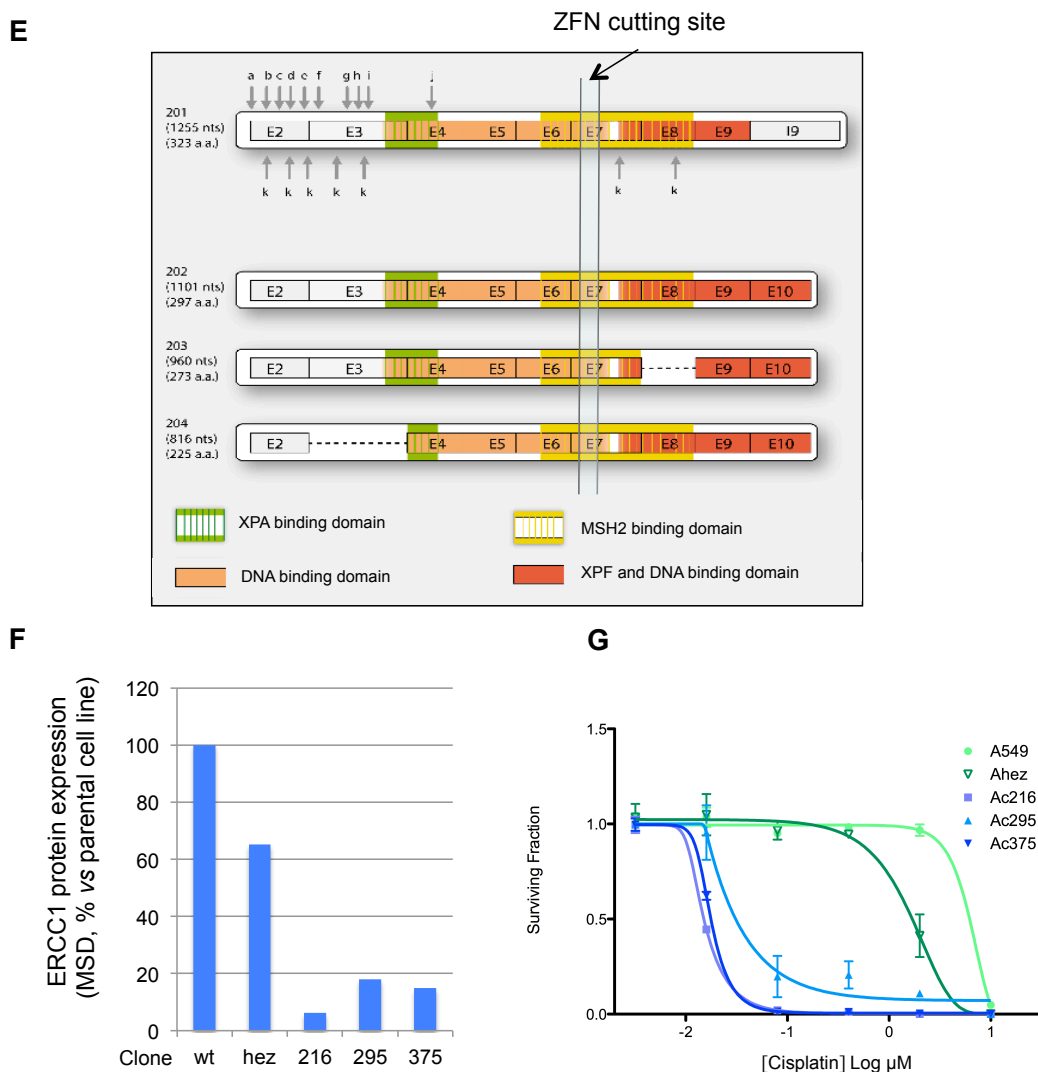 E
ZFN cutting site
a b c d e f g h i j
201
(1255 nts)
(323 a.a.)
E2 E3 E4 E5 E6 E7 E8 E9 I9
k k k k k k k
202
(1101 nts)
(297 a.a.)
E2 E3 E4 E5 E6 E7 E8 E9 E10
203
(960 nts)
(273 a.a.)
E2 E3 E4 E5 E6 E7 E9 E10
204
(816 nts)
(225 a.a.)
E2 E4 E5 E6 E7 E8 E9 E10
XPA binding domain
MSH2 binding domain
DNA binding domain
XPF and DNA binding domain
F
ERCC1 protein expression
(MSD, % vs parental cell line)
120
100
80
60
40
20
0
Clone wt hez 216 295 375
G
Surviving Fraction
1.5
1.0
0.5
0.0
-2 -1 0 1
[Cisplatin] Log µM
A549
Ahez
Ac216
Ac295
Ac375